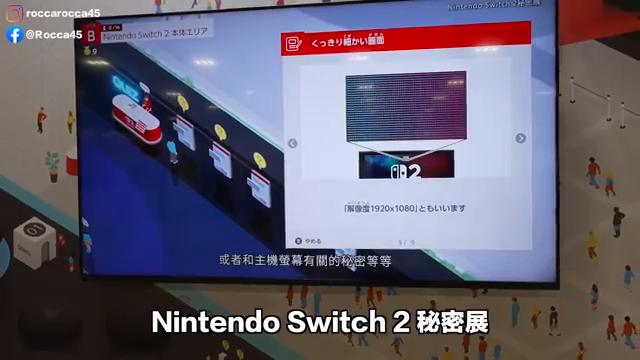 roccarocca45
@Rocca45
Nintendo Switch 2 秘密展
B
Nintendo Switch 2 本体エリア
9
QUIZ
くっきり細かい画面
2
「解像度1920x1080」ともいいます
やめる
或者和主機螢幕有關的秘密等等
Nintendo Switch 2 秘密展